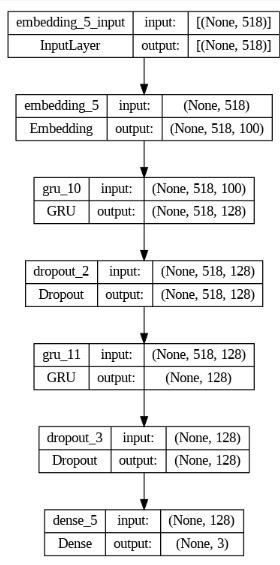 embedding_5_input input: [(None, 518)]
InputLayer output: [(None, 518)]
embedding_5 input: (None, 518)
Embedding output: (None, 518, 100)
gru_10 input: (None, 518, 100)
GRU output: (None, 518, 128)
dropout_2 input: (None, 518, 128)
Dropout output: (None, 518, 128)
gru_11 input: (None, 518, 128)
GRU output: (None, 128)
dropout_3 input: (None, 128)
Dropout output: (None, 128)
dense_5 input: (None, 128)
Dense output: (None, 3)